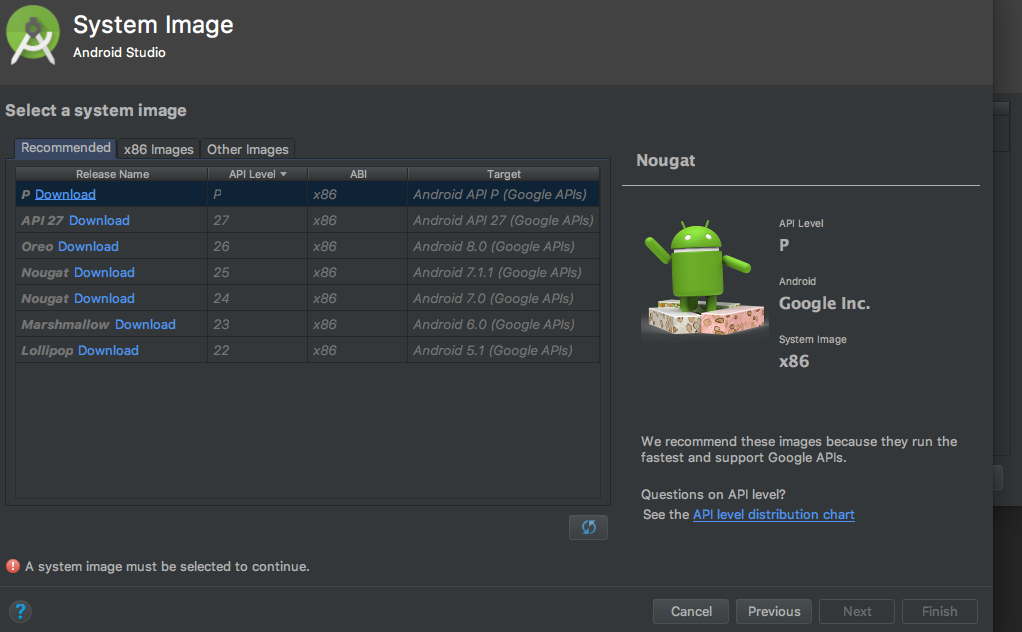 System Image
Android Studio
Select a system image
Recommended x86 Images Other Images
Release Name API Level ABI Target
P Download P x86 Android API P (Google APIs)
API 27 Download 27 x86 Android API 27 (Google APIs)
Oreo Download 26 x86 Android 8.0 (Google APIs)
Nougat Download 25 x86 Android 7.1.1 (Google APIs)
Nougat Download 24 x86 Android 7.0 (Google APIs)
Marshmallow Download 23 x86 Android 6.0 (Google APIs)
Lollipop Download 22 x86 Android 5.1 (Google APIs)
Nougat
API Level
P
Android
Google Inc.
System Image
x86
We recommend these images because they run the
fastest and support Google APIs.
Questions on API level?
See the API level distribution chart
! A system image must be selected to continue.
? Cancel Previous Next Finish